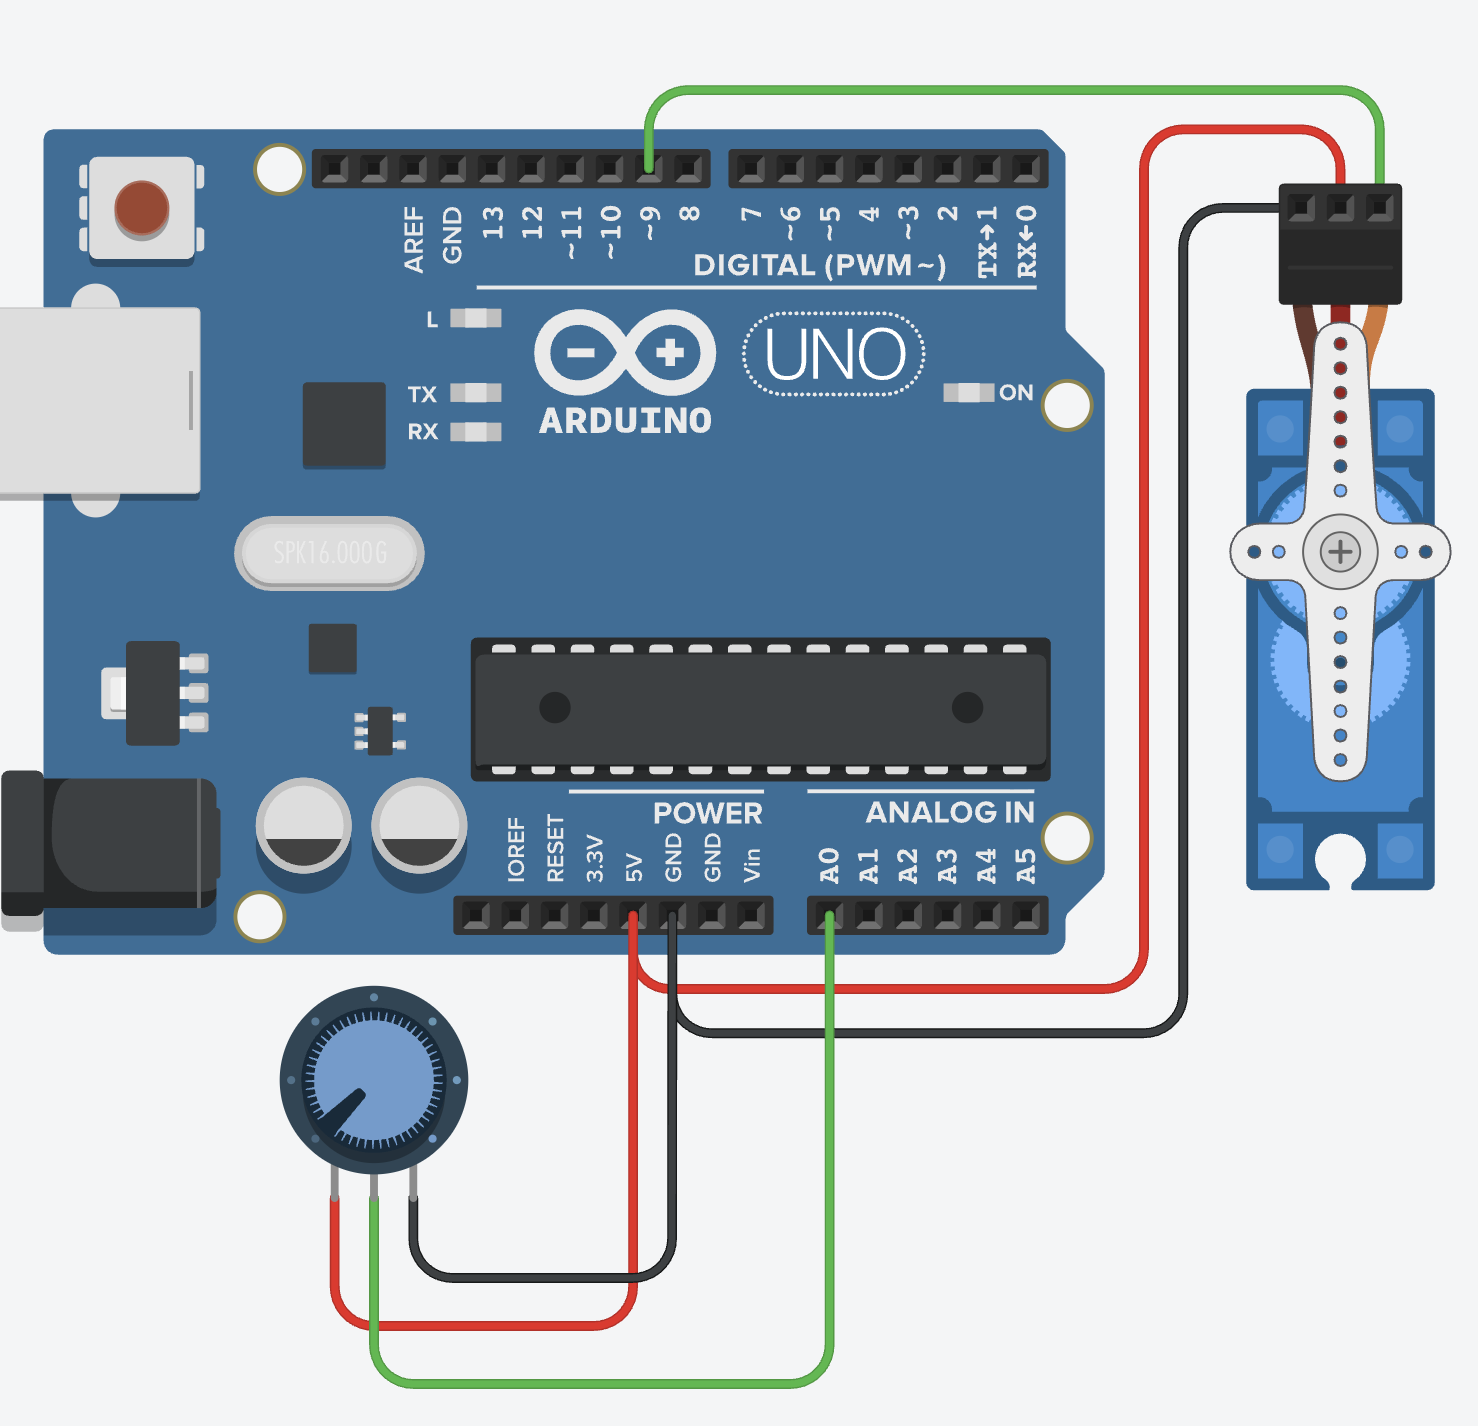 AREF
GND
13
12
~11
~10
~9
8
7
~6
~5
4
~3
2
TX→1
RX←0
DIGITAL (PWM~)
L
TX
RX
ARDUINO
UNO
ON
SPK16.000G
POWER
ANALOG IN
IOREF
RESET
3.3V
5V
GND
GND
Vin
A0
A1
A2
A3
A4
A5